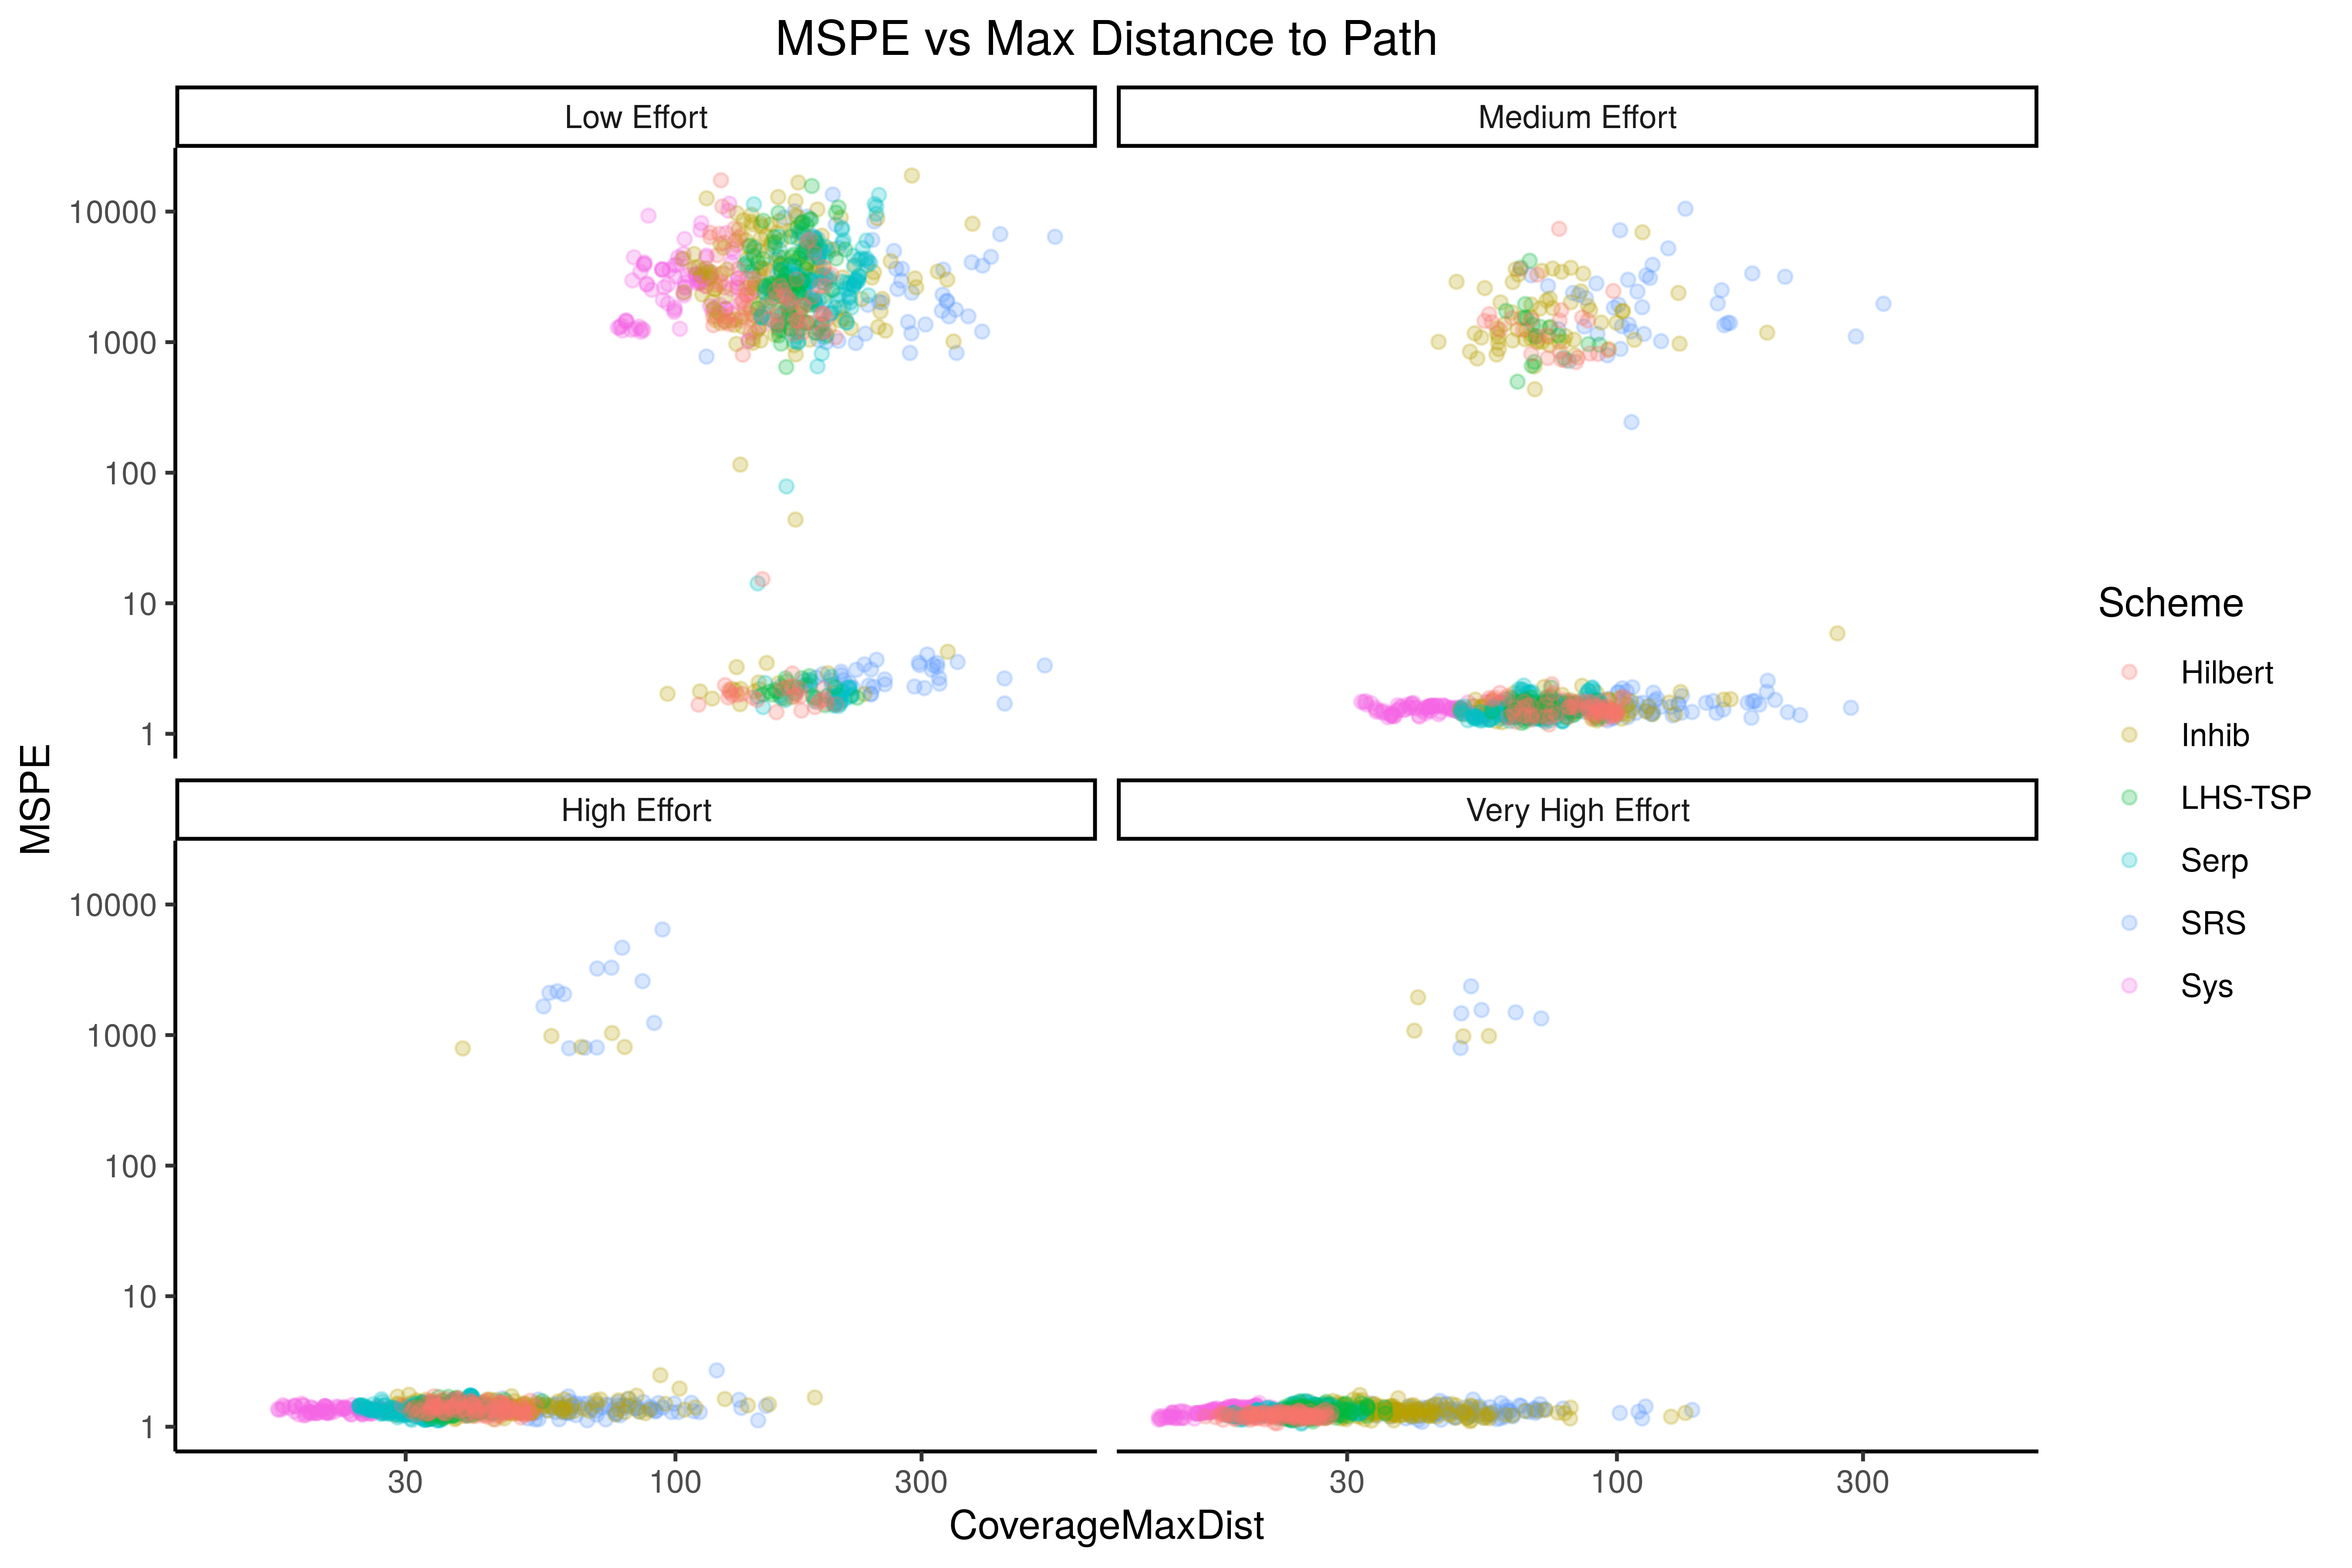 MSPE vs Max Distance to Path
Low Effort
Medium Effort
10000
1000
100
10
1
High Effort
Very High Effort
10000
1000
100
10
1
30
100
300
30
100
300
CoverageMaxDist
MSPE
Scheme
Hilbert
Inhib
LHS-TSP
Serp
SRS
Sys